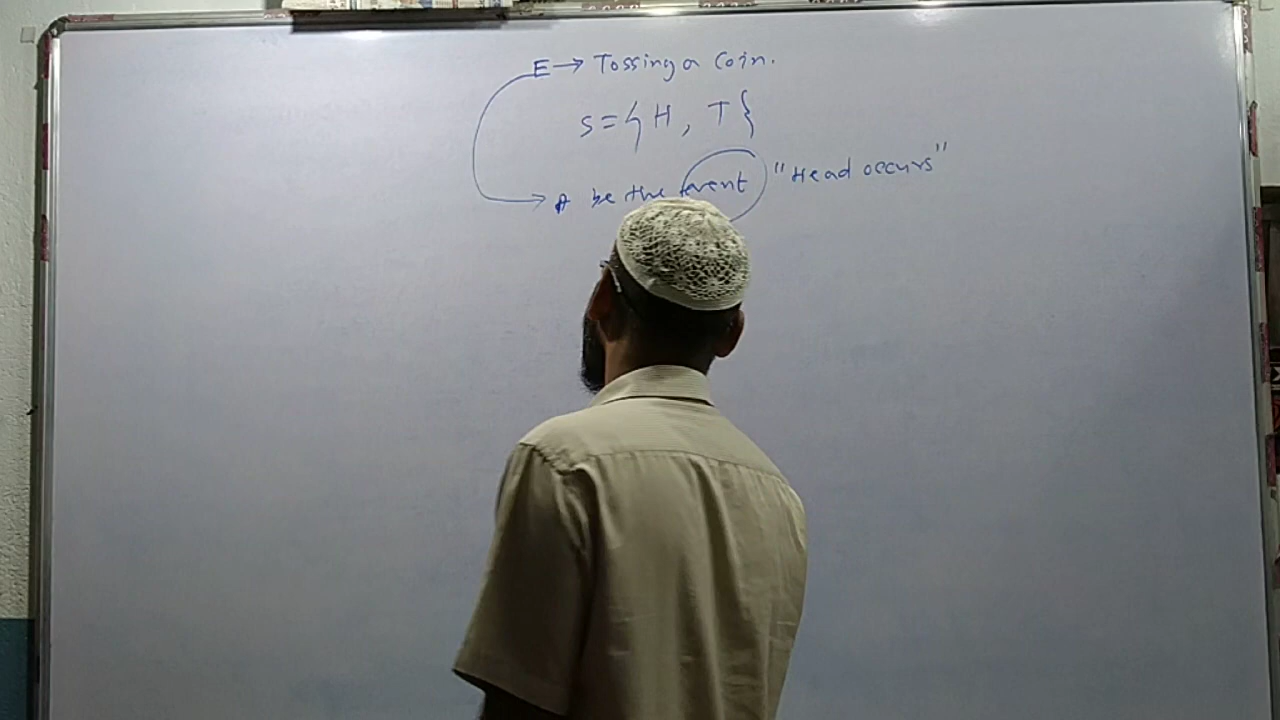 E → Tossing a coin.
S = { H, T }
A be the event "Head occurs"